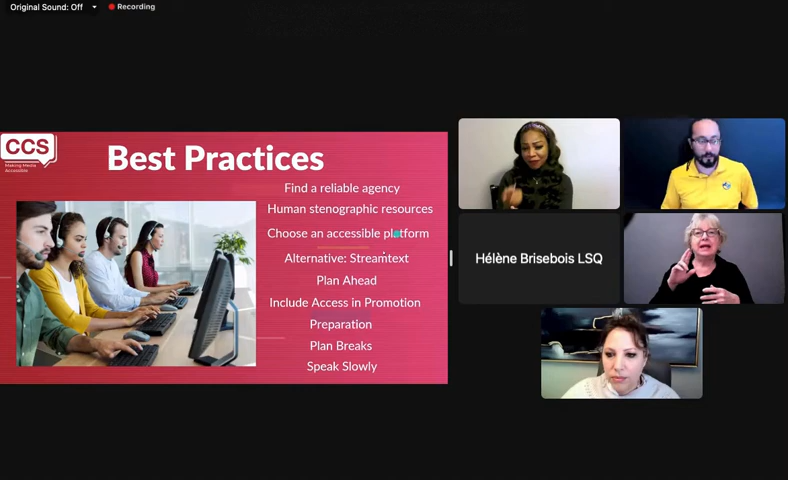 Original Sound: Off
Recording
CCS
Making Media
Accessible
Best Practices
Find a reliable agency
Human stenographic resources
Choose an accessible platform
Alternative: Streamtext
Plan Ahead
Include Access in Promotion
Preparation
Plan Breaks
Speak Slowly
Hélène Brisebois LSQ